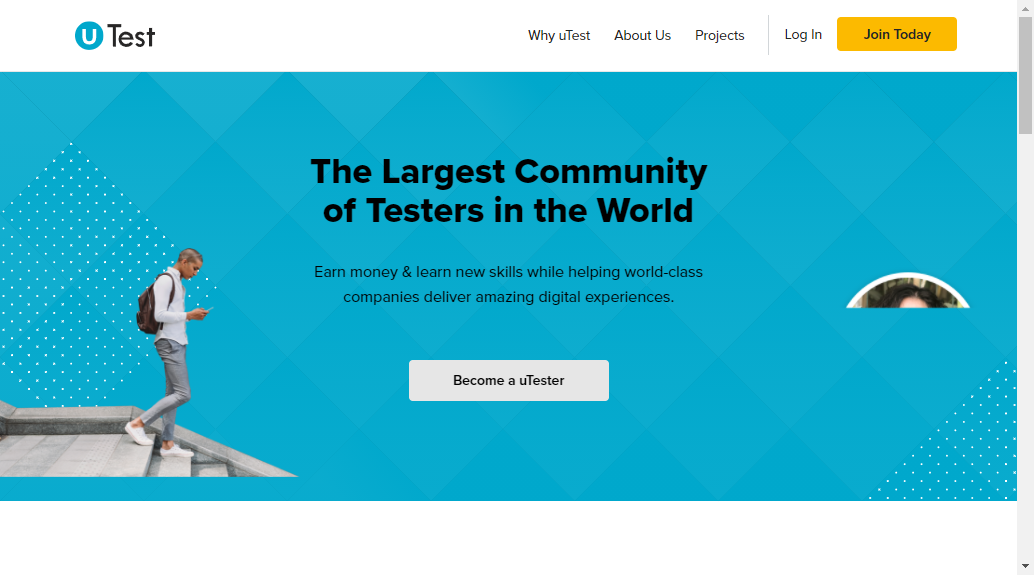 uTest
Why uTest
About Us
Projects
Log In
Join Today
The Largest Community
of Testers in the World
Earn money & learn new skills while helping world-class
companies deliver amazing digital experiences.
Become a uTester